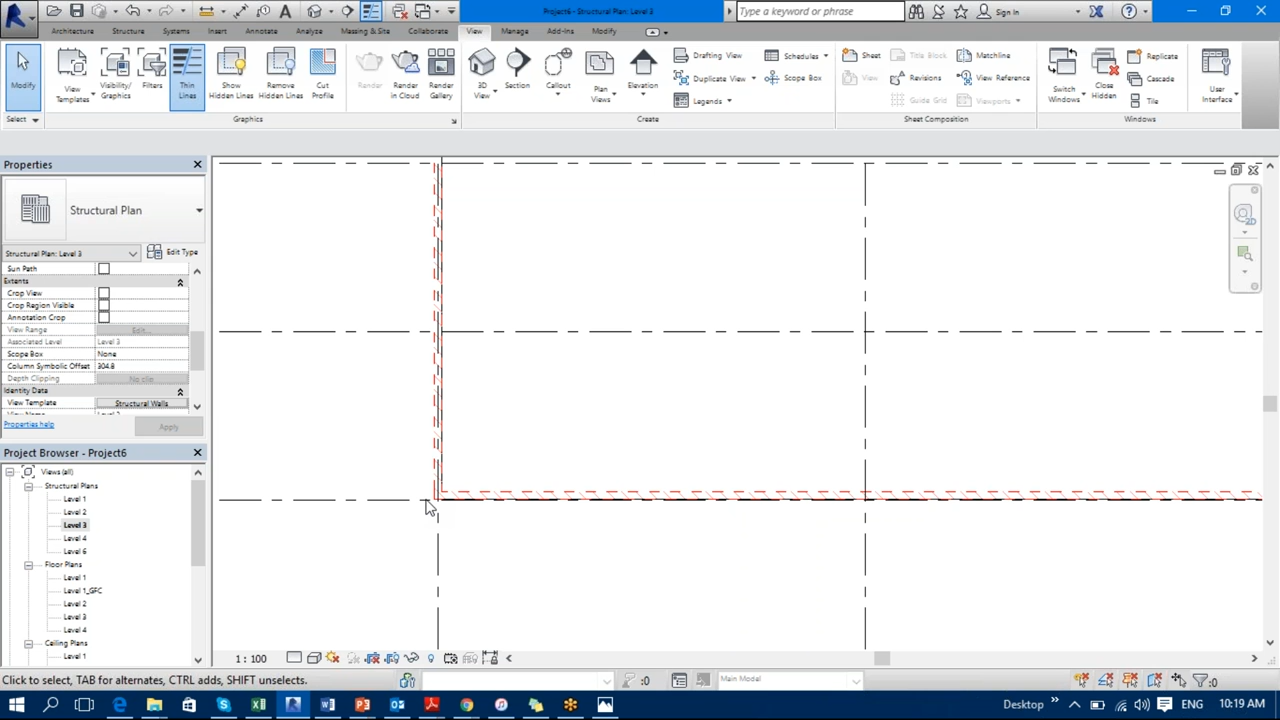 Project6 - Structural Plan: Level 3
Type a keyword or phrase
Sign In
Architecture Structure Systems Insert Annotate Analyze Massing & Site Collaborate View Manage Add-Ins Modify
Modify
View Templates
Visibility/ Graphics
Filters
Thin Lines
Show Hidden Lines
Remove Hidden Lines
Cut Profile
Render
Render in Cloud
Render Gallery
3D View
Section
Callout
Plan Views
Elevation
Drafting View
Duplicate View
Legends
Schedules
Scope Box
Sheet
View
Title Block
Revisions
Guide Grid
Matchline
View Reference
Viewports
Switch Windows
Close Hidden
Replicate
Cascade
Tile
User Interface
Select
Graphics
Create
Sheet Composition
Windows
Properties
Structural Plan
Structural Plan: Level 3
Edit Type
Sun Path
Extents
Crop View
Crop Region Visible
Annotation Crop
View Range Edit...
Associated Level Level 3
Scope Box None
Column Symbolic Offset 304.8
Depth Clipping No clip
Identity Data
View Template Structural Walls
Properties help
Apply
Project Browser - Project6
Views (all)
Structural Plans
Level 1
Level 2
Level 3
Level 4
Level 6
Floor Plans
Level 1
Level 1_GFC
Level 2
Level 3
Level 4
Ceiling Plans
Level 1
2D
1 : 100
Click to select, TAB for alternates, CTRL adds, SHIFT unselects.
:0
Main Model
:0
Desktop
ENG
10:19 AM